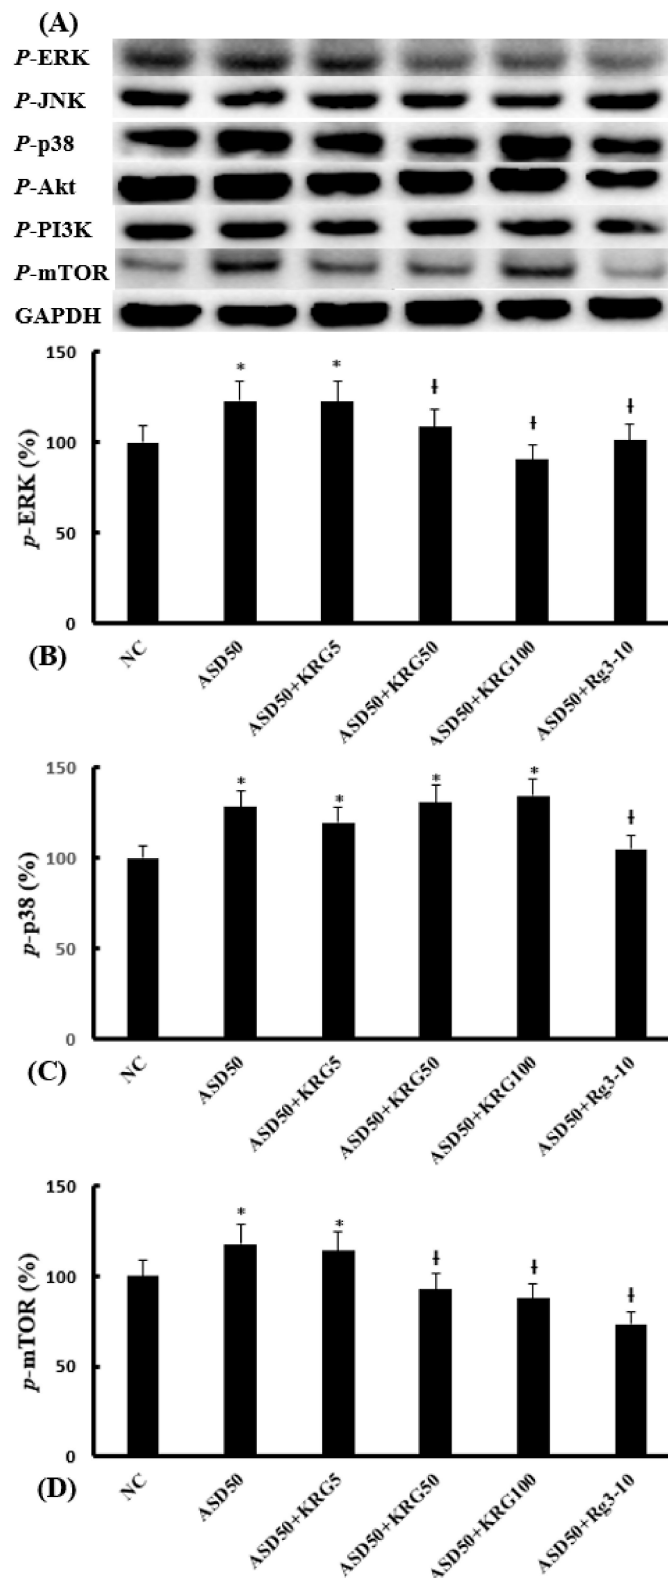 (A)
P-ERK
P-JNK
P-p38
P-Akt
P-PI3K
P-mTOR
GAPDH
150
100
50
0
p-ERK (%)
* * ‡ ‡ ‡
NC
ASD50
ASD50+KRG5
ASD50+KRG50
ASD50+KRG100
ASD50+Rg3-10
(B)
150
100
50
0
p-p38 (%)
* * * * ‡
NC
ASD50
ASD50+KRG5
ASD50+KRG50
ASD50+KRG100
ASD50+Rg3-10
(C)
150
100
50
0
p-mTOR (%)
* * ‡ ‡ ‡
NC
ASD50
ASD50+KRG5
ASD50+KRG50
ASD50+KRG100
ASD50+Rg3-10
(D)